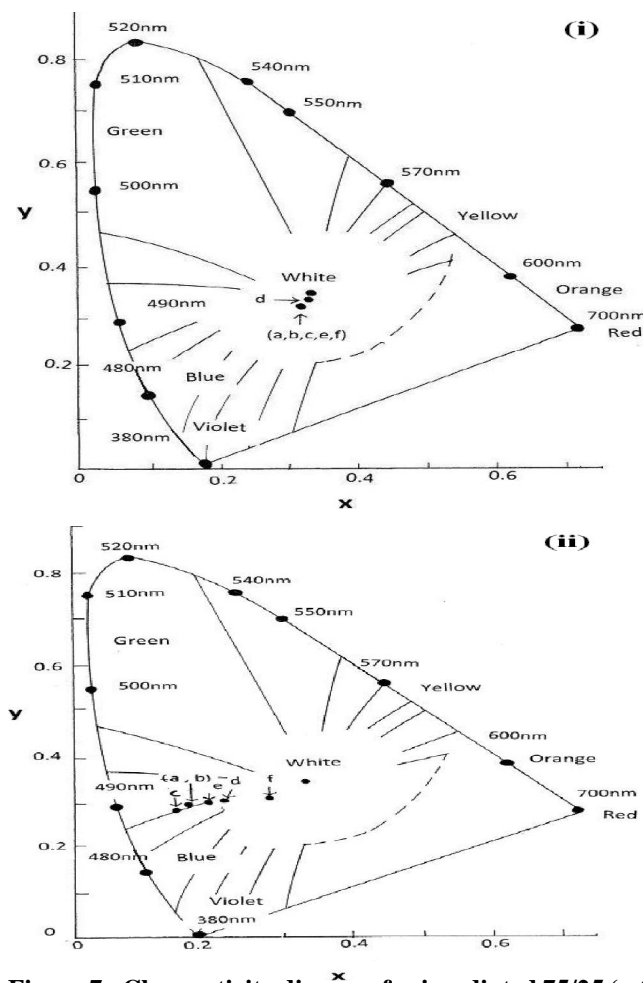 (i)
520nm
0.8
540nm
510nm
550nm
Green
0.6
570nm
500nm
y
Yellow
0.4
White
600nm
d
Orange
490nm
(a,b,c,e,f)
700nm
0.2
Red
480nm
Blue
380nm
Violet
0
0
0.2
0.4
0.6
x
(ii)
520nm
0.8
540nm
510nm
550nm
Green
0.6
570nm
500nm
Yellow
y
600nm
0.4
White
Orange
(a, b)
d
f
700nm
490nm
c
e
Red
0.2
480nm
Blue
Violet
0
380nm
0
0.2
0.4
0.6
x